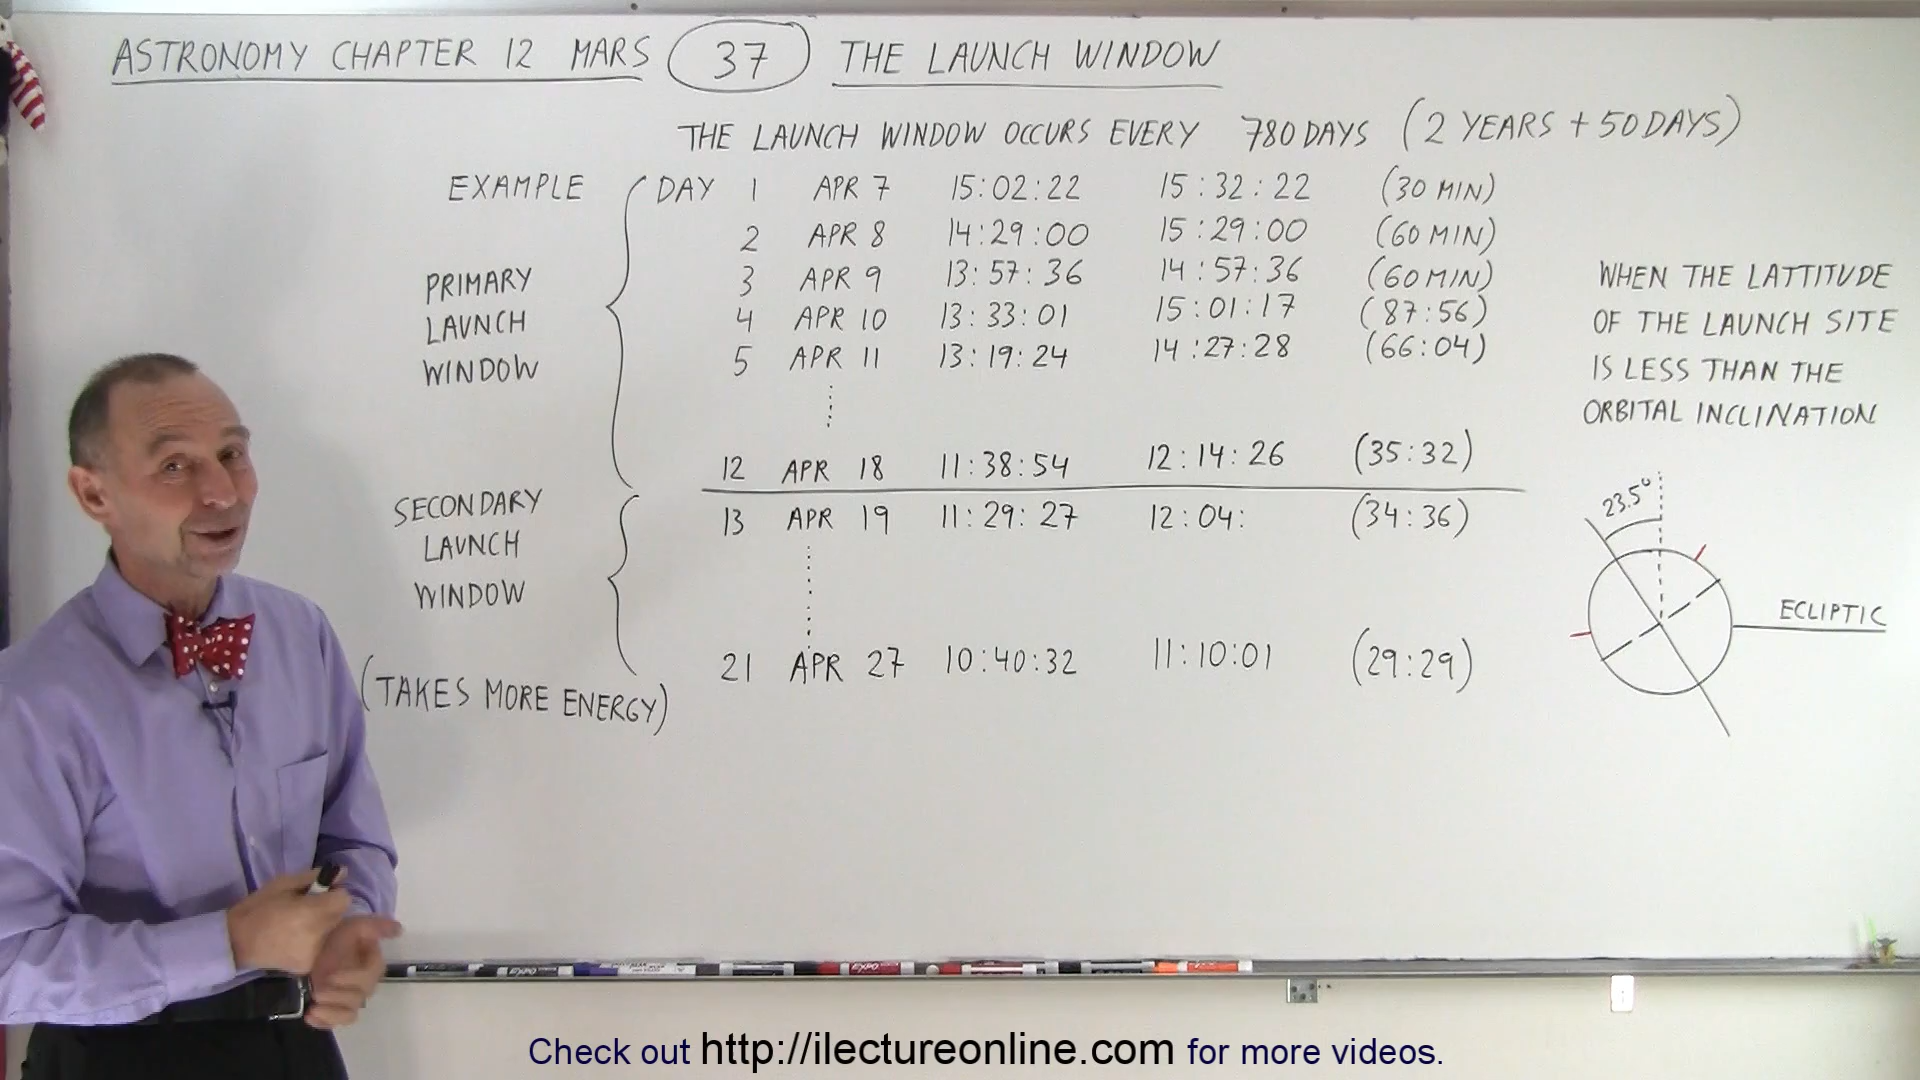 ASTRONOMY CHAPTER 12 MARS 37 THE LAUNCH WINDOW
THE LAUNCH WINDOW OCCURS EVERY 780 DAYS (2 YEARS + 50 DAYS)
EXAMPLE
PRIMARY
LAUNCH
WINDOW
DAY 1 APR 7 15:02:22 15:32:22 (30 MIN)
2 APR 8 14:29:00 15:29:00 (60 MIN)
3 APR 9 13:57:36 14:57:36 (60 MIN)
4 APR 10 13:33:01 15:01:17 (87:56)
5 APR 11 13:19:24 14:27:28 (66:04)
12 APR 18 11:38:54 12:14:26 (35:32)
SECONDARY
LAUNCH
WINDOW
(TAKES MORE ENERGY)
13 APR 19 11:29:27 12:04: (34:36)
21 APR 27 10:40:32 11:10:01 (29:29)
WHEN THE LATTITUDE
OF THE LAUNCH SITE
IS LESS THAN THE
ORBITAL INCLINATION
23.5°
ECLIPTIC
EXPO
EXPO
Check out http://ilectureonline.com for more videos.